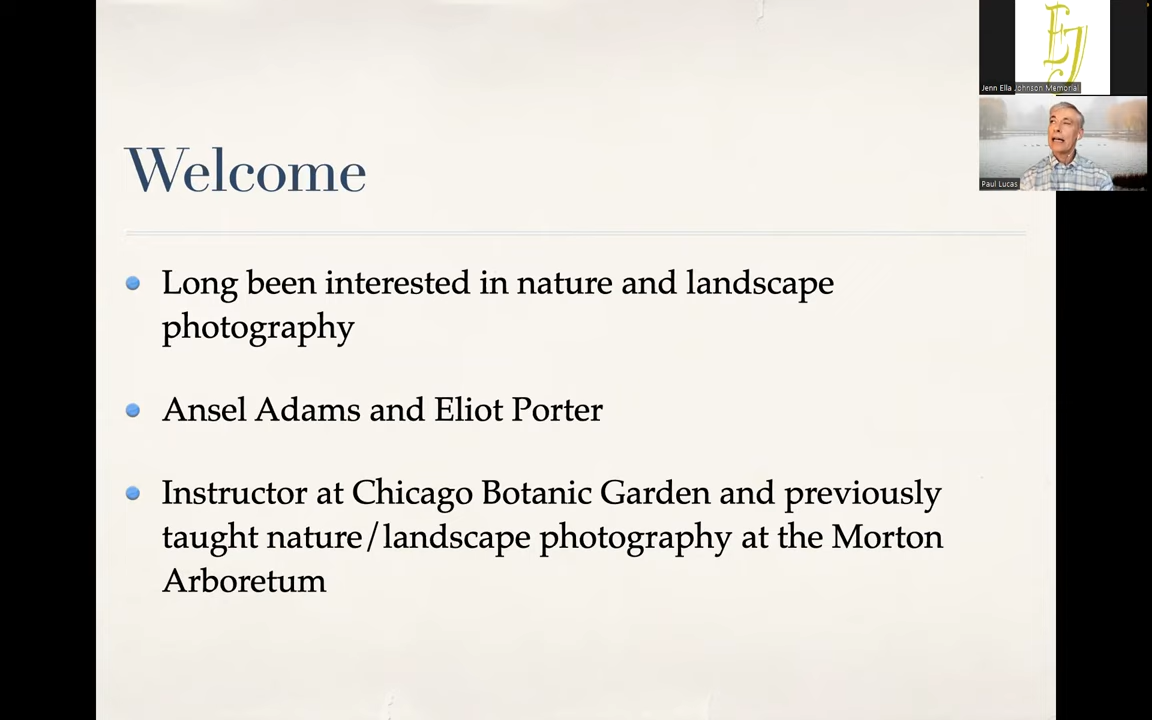 Welcome
Long been interested in nature and landscape
photography
Ansel Adams and Eliot Porter
Instructor at Chicago Botanic Garden and previously
taught nature/landscape photography at the Morton
Arboretum
EJ
Jenn Ella Johnson Memorial
Paul Lucas